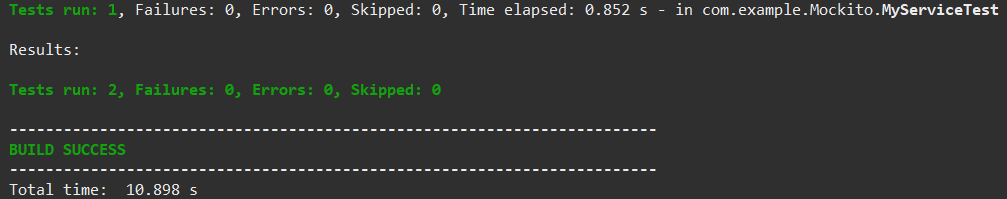 Tests run: 1, Failures: 0, Errors: 0, Skipped: 0, Time elapsed: 0.852 s - in com.example.Mockito.MyServiceTest
Results:
Tests run: 2, Failures: 0, Errors: 0, Skipped: 0
------------------------------------------------------------------------
BUILD SUCCESS
------------------------------------------------------------------------
Total time:  10.898 s